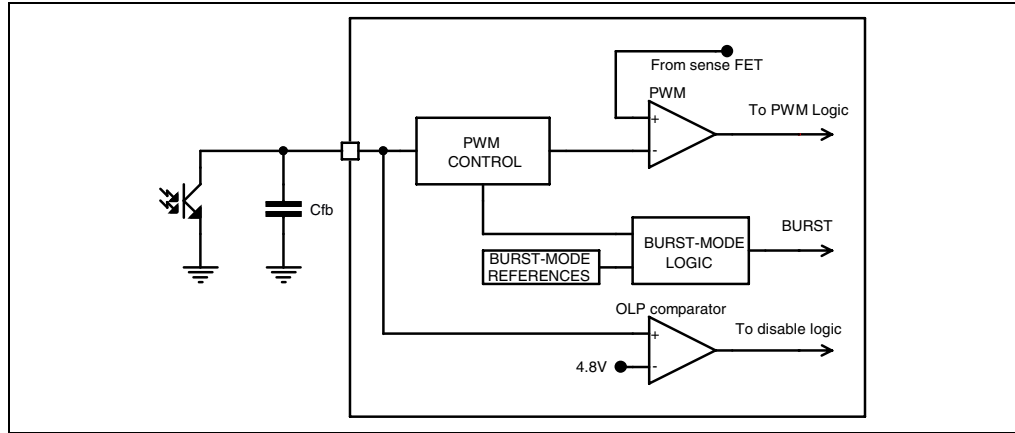 From sense FET
PWM
+
-
To PWM Logic
PWM
CONTROL
Cfb
BURST
BURST-MODE
LOGIC
BURST-MODE
REFERENCES
OLP comparator
To disable logic
+
4.8V
-